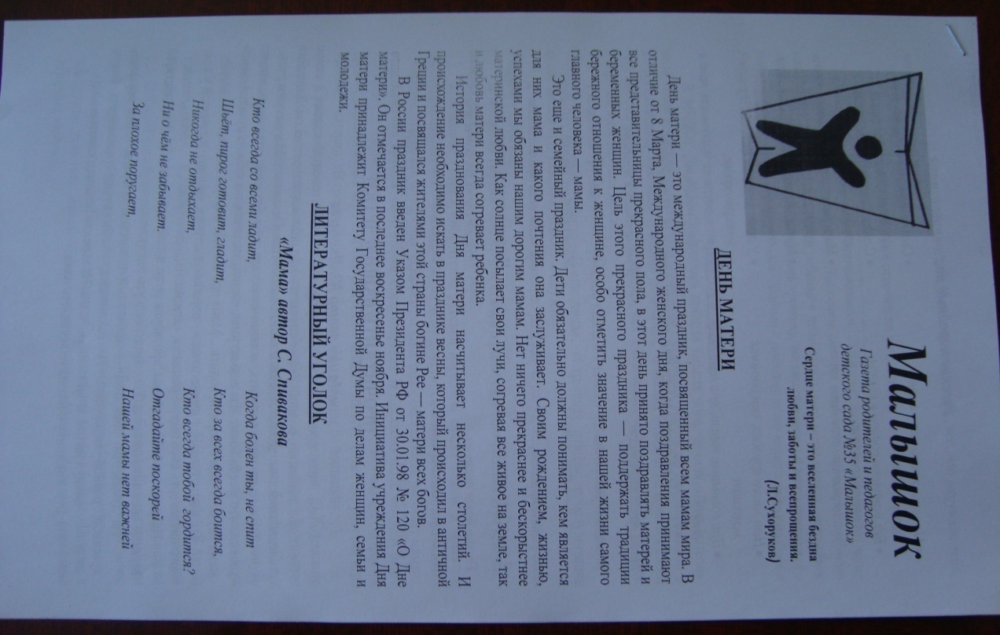 Малышок
Газета родителей и педагогов
детского сада №35 «Малышок»
Сердце матери – это вселенная бездна
любви, заботы и всепрощения.
(Л.Сухоруков)
ДЕНЬ МАТЕРИ
День матери — это международный праздник, посвященный всем мамам мира. В
отличие от 8 Марта, Международного женского дня, когда поздравления принимают
все представительницы прекрасного пола, в этот день принято поздравлять матерей и
беременных женщин. Цель этого прекрасного праздника — поддержать традиции
бережного отношения к женщине, особо отметить значение в нашей жизни самого
главного человека — мамы.
Это еще и семейный праздник. Дети обязательно должны понимать, кем является
для них мама и какого почтения она заслуживает. Своим рождением, жизнью,
успехами мы обязаны нашим дорогим мамам. Нет ничего прекраснее и бескорыстнее
материнской любви. Как солнце посылает свои лучи, согревая все живое на земле, так
и любовь матери всегда согревает ребенка.
История празднования Дня матери насчитывает несколько столетий. И
происхождение необходимо искать в празднике весны, который происходил в античной
Греции и посвящался жителями этой страны богине Рее — матери всех богов.
В России праздник введен Указом Президента РФ от 30.01.98 № 120 «О Дне
матери». Он отмечается в последнее воскресенье ноября. Инициатива учреждения Дня
матери принадлежит Комитету Государственной Думы по делам женщин, семьи и
молодежи.
ЛИТЕРАТУРНЫЙ УГОЛОК
«Мама» автор С. Спивакова
Кто всегда со всеми ладит,
Шьёт, пирог готовит, гладит,
Никогда не отдыхает,
Ни о чём не забывает.
За плохое поругает,
Когда болен ты, не спит
Кто за всех всегда боится,
Кто всегда тобой гордится?
Отгадайте поскорей
Нашей мамы нет важней